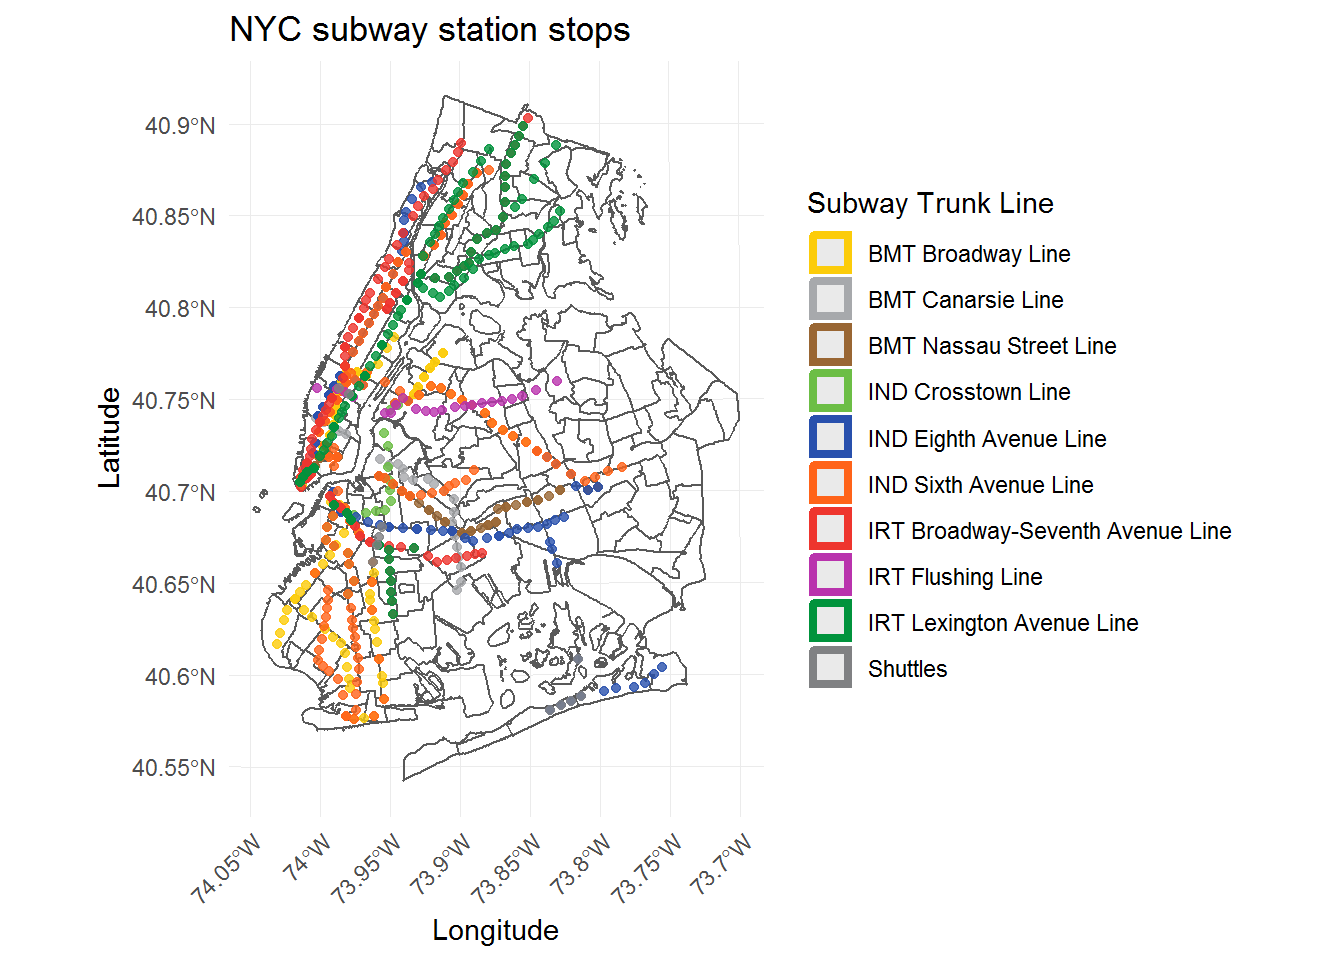 NYC subway station stops
40.9°N
40.85°N
40.8°N
40.75°N
40.7°N
40.65°N
40.6°N
40.55°N
Latitude
74.05°W
74°W
73.95°W
73.9°W
73.85°W
73.8°W
73.75°W
73.7°W
Longitude
Subway Trunk Line
BMT Broadway Line
BMT Canarsie Line
BMT Nassau Street Line
IND Crosstown Line
IND Eighth Avenue Line
IND Sixth Avenue Line
IRT Broadway-Seventh Avenue Line
IRT Flushing Line
IRT Lexington Avenue Line
Shuttles